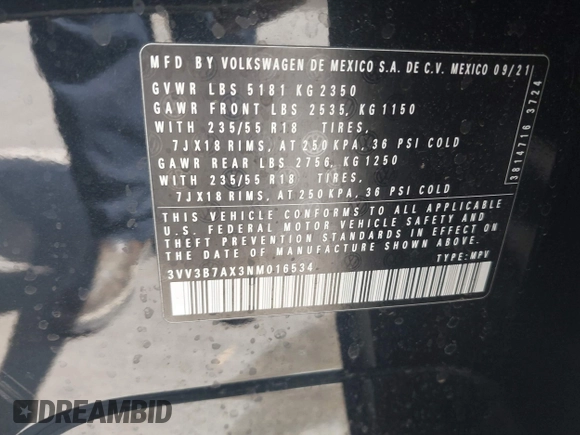 MFD BY VOLKSWAGEN DE MEXICO S.A. DE C.V. MEXICO 09/21
GVWR LBS 5181 KG 2350
GAWR FRONT LBS 2535, KG 1150
WITH 235/55 R18 TIRES,
7JX18 RIMS, AT 250 KPA, 36 PSI COLD
GAWR REAR LBS 2756, KG 1250
WITH 235/55 R18 TIRES,
7JX18 RIMS, AT 250 KPA, 36 PSI COLD
THIS VEHICLE CONFORMS TO ALL APPLICABLE
U.S. FEDERAL MOTOR VEHICLE SAFETY AND
THEFT PREVENTION STANDARDS IN EFFECT ON
THE DATE OF MANUFACTURE SHOWN ABOVE.
3VV3B7AX3NM016534 TYPE: MPV
3814716 3724
DREAMBID